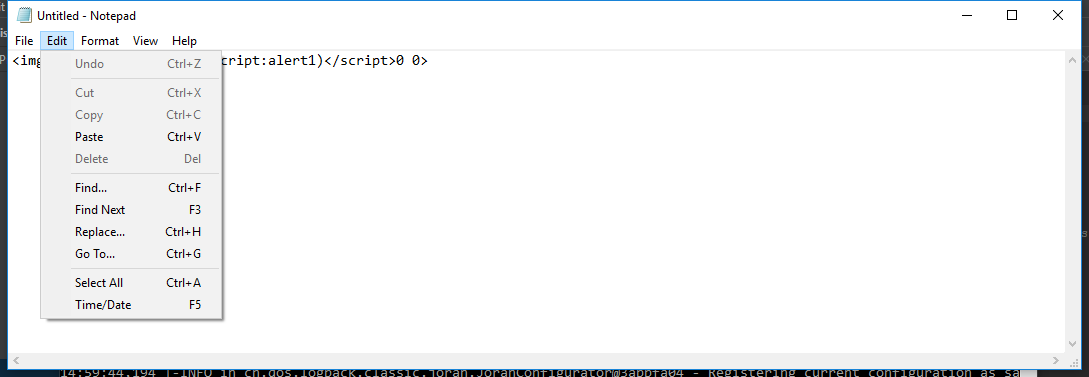 Untitled - Notepad
File Edit Format View Help
<img cript:alert1)</script>0 0>
Undo Ctrl+Z
Cut Ctrl+X
Copy Ctrl+C
Paste Ctrl+V
Delete Del
Find... Ctrl+F
Find Next F3
Replace... Ctrl+H
Go To... Ctrl+G
Select All Ctrl+A
Time/Date F5
14:59:44.194 |-INFO in ch.qos.logback.classic.joran.JoranConfigurator@3abbfa04 - Registering current configuration as sa